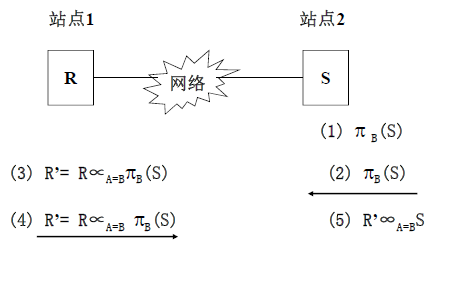 站点1 站点2
R 网络 S
(1) π B(S)
(3) R’= R∝A=BπB(S) (2) πB(S)
(4) R’= R∝A=B πB(S) (5) R’∞A=BS